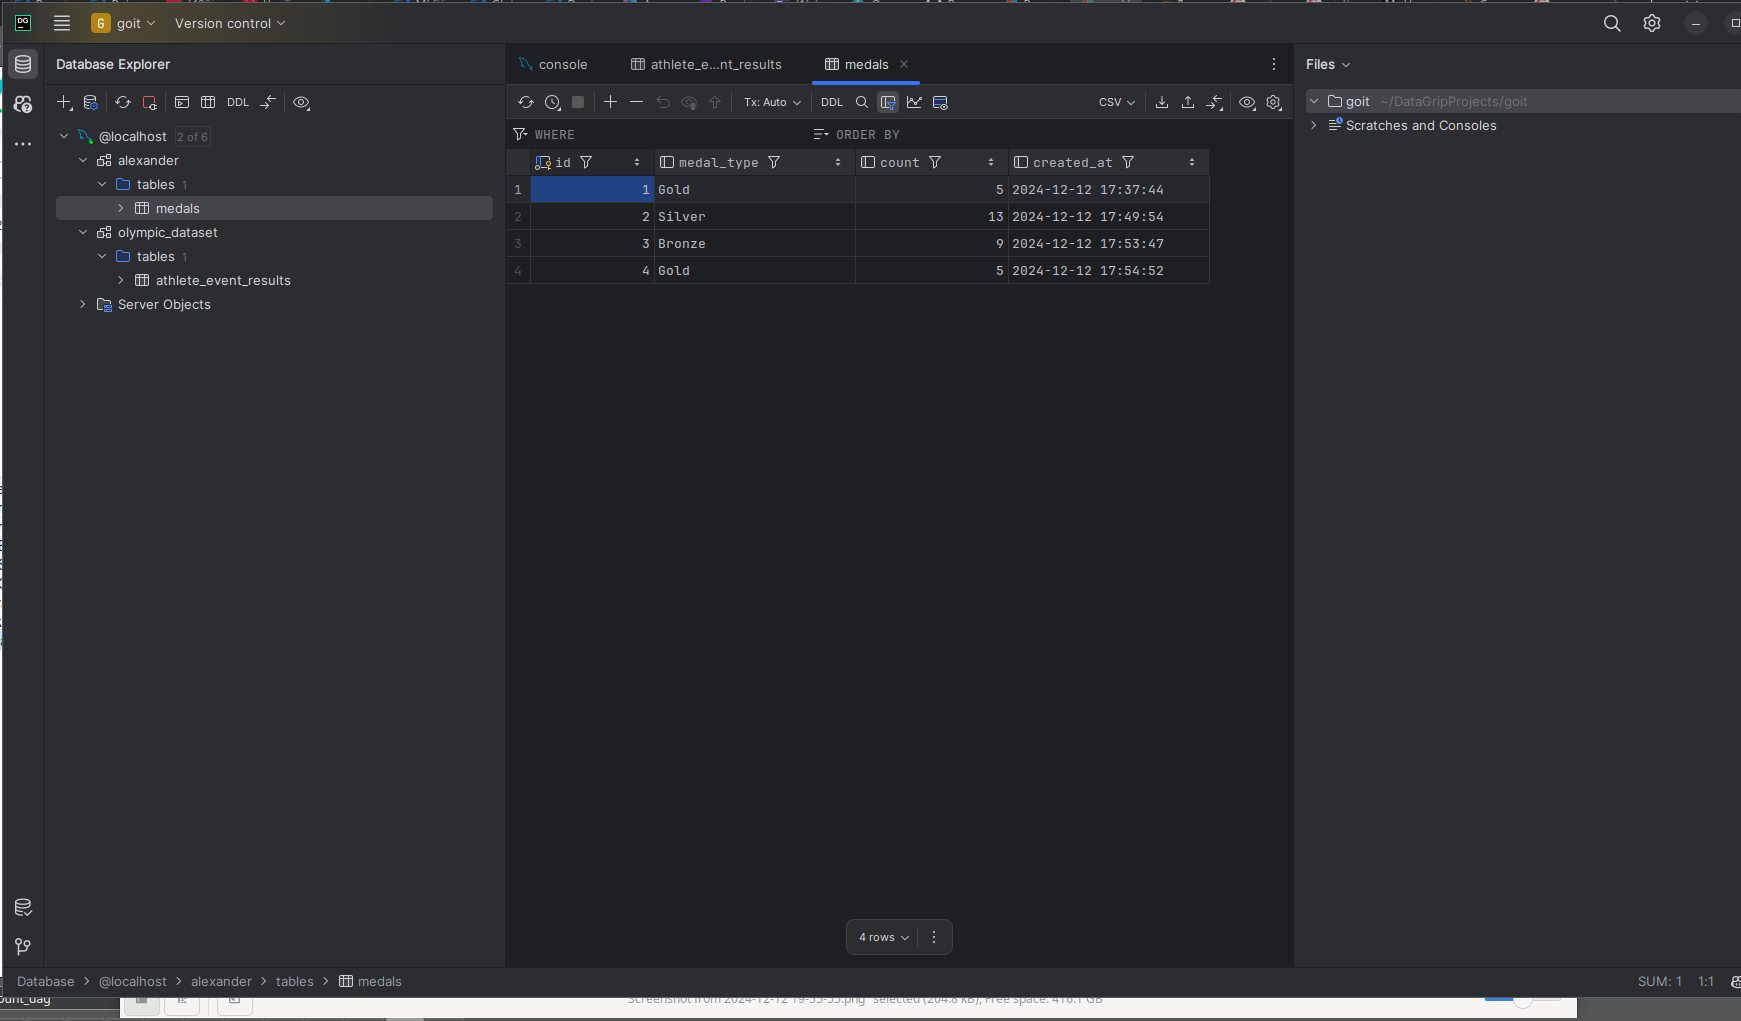 DG
G goit Version control
Database Explorer
console athlete_e...nt_results medals
Files
DDL
Tx: Auto DDL CSV
goit ~/DataGripProjects/goit
Scratches and Consoles
@localhost 2 of 6
alexander
tables 1
medals
olympic_dataset
tables 1
athlete_event_results
Server Objects
WHERE ORDER BY
id medal_type count created_at
1 1 Gold 5 2024-12-12 17:37:44
2 2 Silver 13 2024-12-12 17:49:54
3 3 Bronze 9 2024-12-12 17:53:47
4 4 Gold 5 2024-12-12 17:54:52
4 rows
Database @localhost alexander tables medals
SUM: 1 1:1